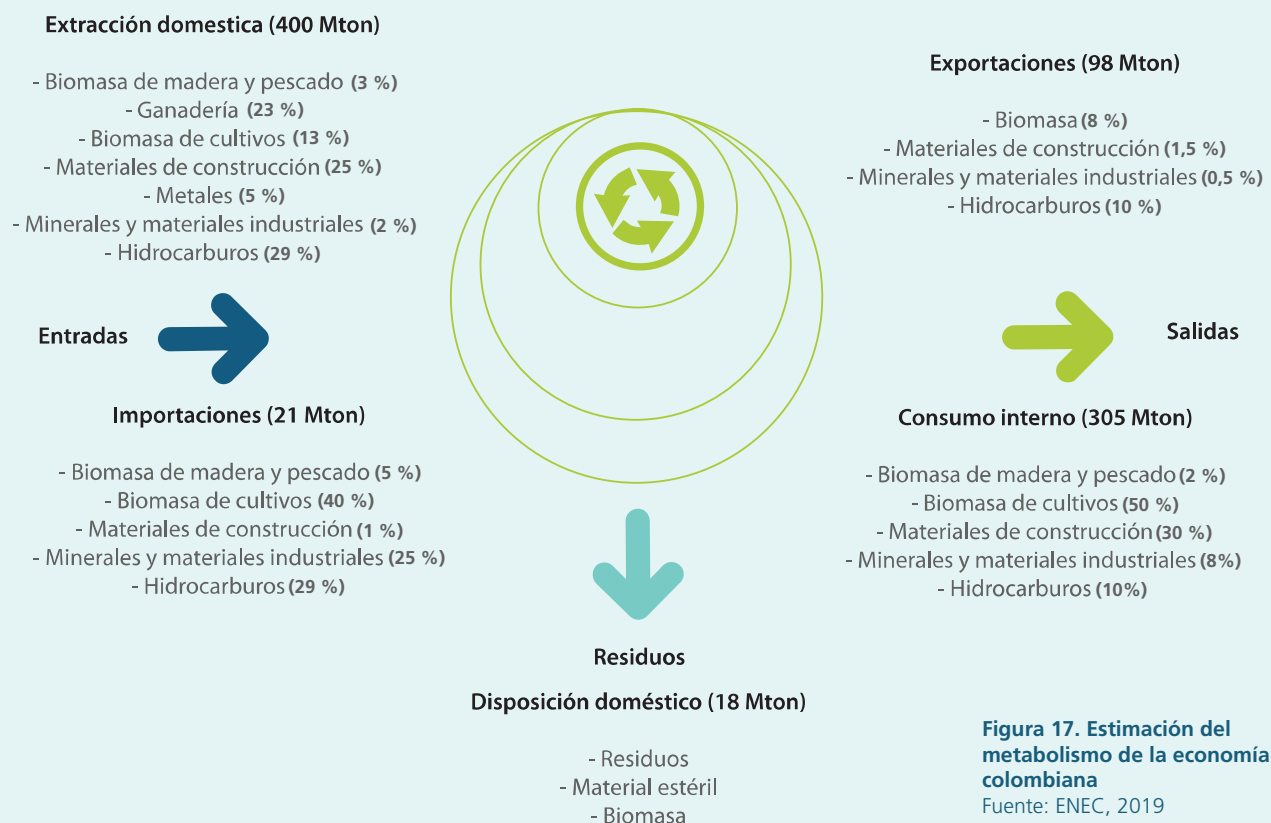 Extracción domestica (400 Mton)
- Biomasa de madera y pescado (3 %)
- Ganadería (23 %)
- Biomasa de cultivos (13 %)
- Materiales de construcción (25 %)
- Metales (5 %)
- Minerales y materiales industriales (2 %)
- Hidrocarburos (29 %)
Exportaciones (98 Mton)
- Biomasa (8 %)
- Materiales de construcción (1,5 %)
- Minerales y materiales industriales (0,5 %)
- Hidrocarburos (10 %)
Entradas
Salidas
Importaciones (21 Mton)
- Biomasa de madera y pescado (5 %)
- Biomasa de cultivos (40 %)
- Materiales de construcción (1 %)
- Minerales y materiales industriales (25 %)
- Hidrocarburos (29 %)
Consumo interno (305 Mton)
- Biomasa de madera y pescado (2 %)
- Biomasa de cultivos (50 %)
- Materiales de construcción (30 %)
- Minerales y materiales industriales (8%)
- Hidrocarburos (10%)
Residuos
Disposición doméstico (18 Mton)
- Residuos
- Material estéril
- Biomasa
Figura 17. Estimación del
metabolismo de la economía
colombiana
Fuente: ENEC, 2019